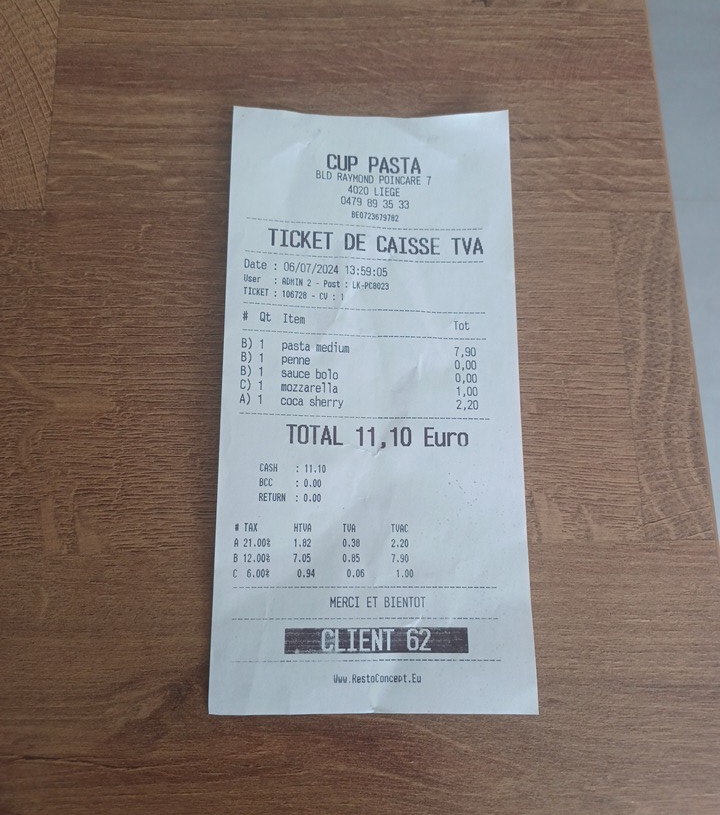 CUP PASTA
BLD RAYMOND POINCARE 7
4020 LIEGE
0479 89 35 33
BE0723679782
TICKET DE CAISSE TVA
Date : 06/07/2024 13:59:05
User : ADMIN 2 - Post : LK-PC8023
TICKET : 106728 - CV : 1
# Qt Item Tot
B) 1 pasta medium 7,90
B) 1 penne 0,00
B) 1 sauce bolo 0,00
C) 1 mozzarella 1,00
A) 1 coca sherry 2,20
TOTAL 11,10 Euro
CASH : 11.10
BCC : 0.00
RETURN : 0.00
# TAX HTVA TVA TVAC
A 21.00% 1.82 0.38 2.20
B 12.00% 7.05 0.85 7.90
C 6.00% 0.94 0.06 1.00
MERCI ET BIENTOT
CLIENT 62
Www.RestoConcept.Eu